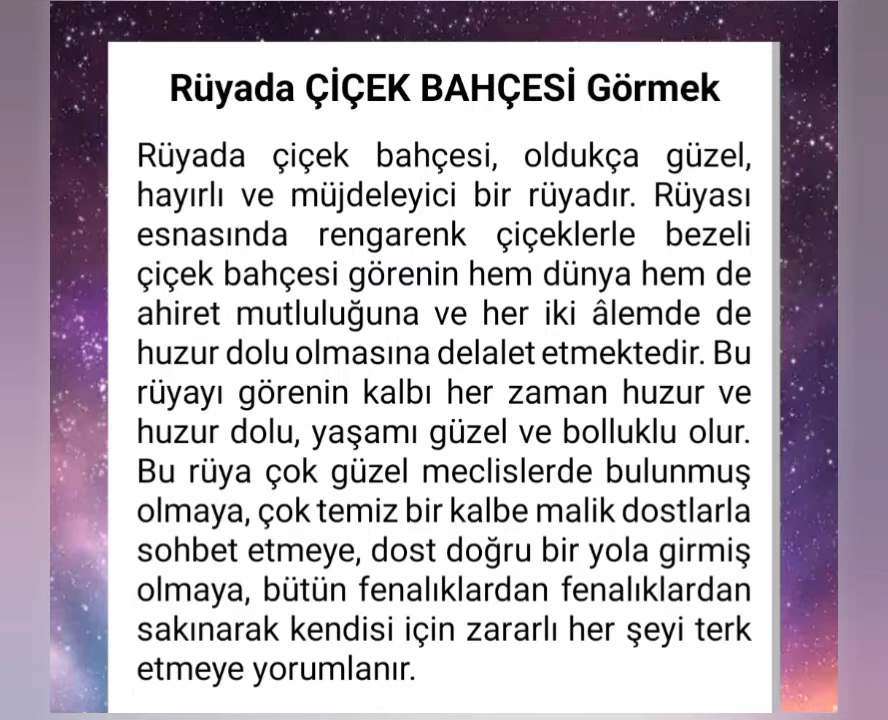 Rüyada ÇİÇEK BAHÇESİ Görmek
Rüyada çiçek bahçesi, oldukça güzel,
hayırlı ve müjdeleyici bir rüyadır. Rüyası
esnasında rengarenk çiçeklerle bezeli
çiçek bahçesi görenin hem dünya hem de
ahiret mutluluğuna ve her iki âlemde de
huzur dolu olmasına delalet etmektedir. Bu
rüyayı görenin kalbı her zaman huzur ve
huzur dolu, yaşamı güzel ve bolluklu olur.
Bu rüya çok güzel meclislerde bulunmuş
olmaya, çok temiz bir kalbe malik dostlarla
sohbet etmeye, dost doğru bir yola girmiş
olmaya, bütün fenalıklardan fenalıklardan
sakınarak kendisi için zararlı her şeyi terk
etmeye yorumlanır.